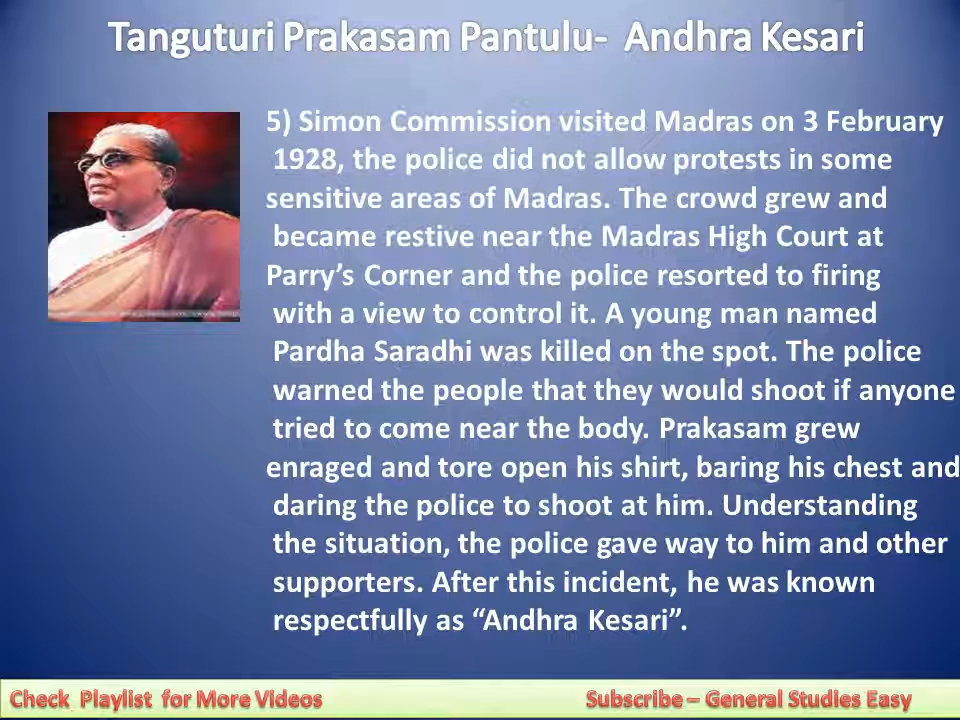 Tanguturi Prakasam Pantulu- Andhra Kesari
5) Simon Commission visited Madras on 3 February
1928, the police did not allow protests in some
sensitive areas of Madras. The crowd grew and
became restive near the Madras High Court at
Parry's Corner and the police resorted to firing
with a view to control it. A young man named
Pardha Saradhi was killed on the spot. The police
warned the people that they would shoot if anyone
tried to come near the body. Prakasam grew
enraged and tore open his shirt, baring his chest and
daring the police to shoot at him. Understanding
the situation, the police gave way to him and other
supporters. After this incident, he was known
respectfully as “Andhra Kesari”.
Check Playlist for More Videos
Subscribe – General Studies Easy